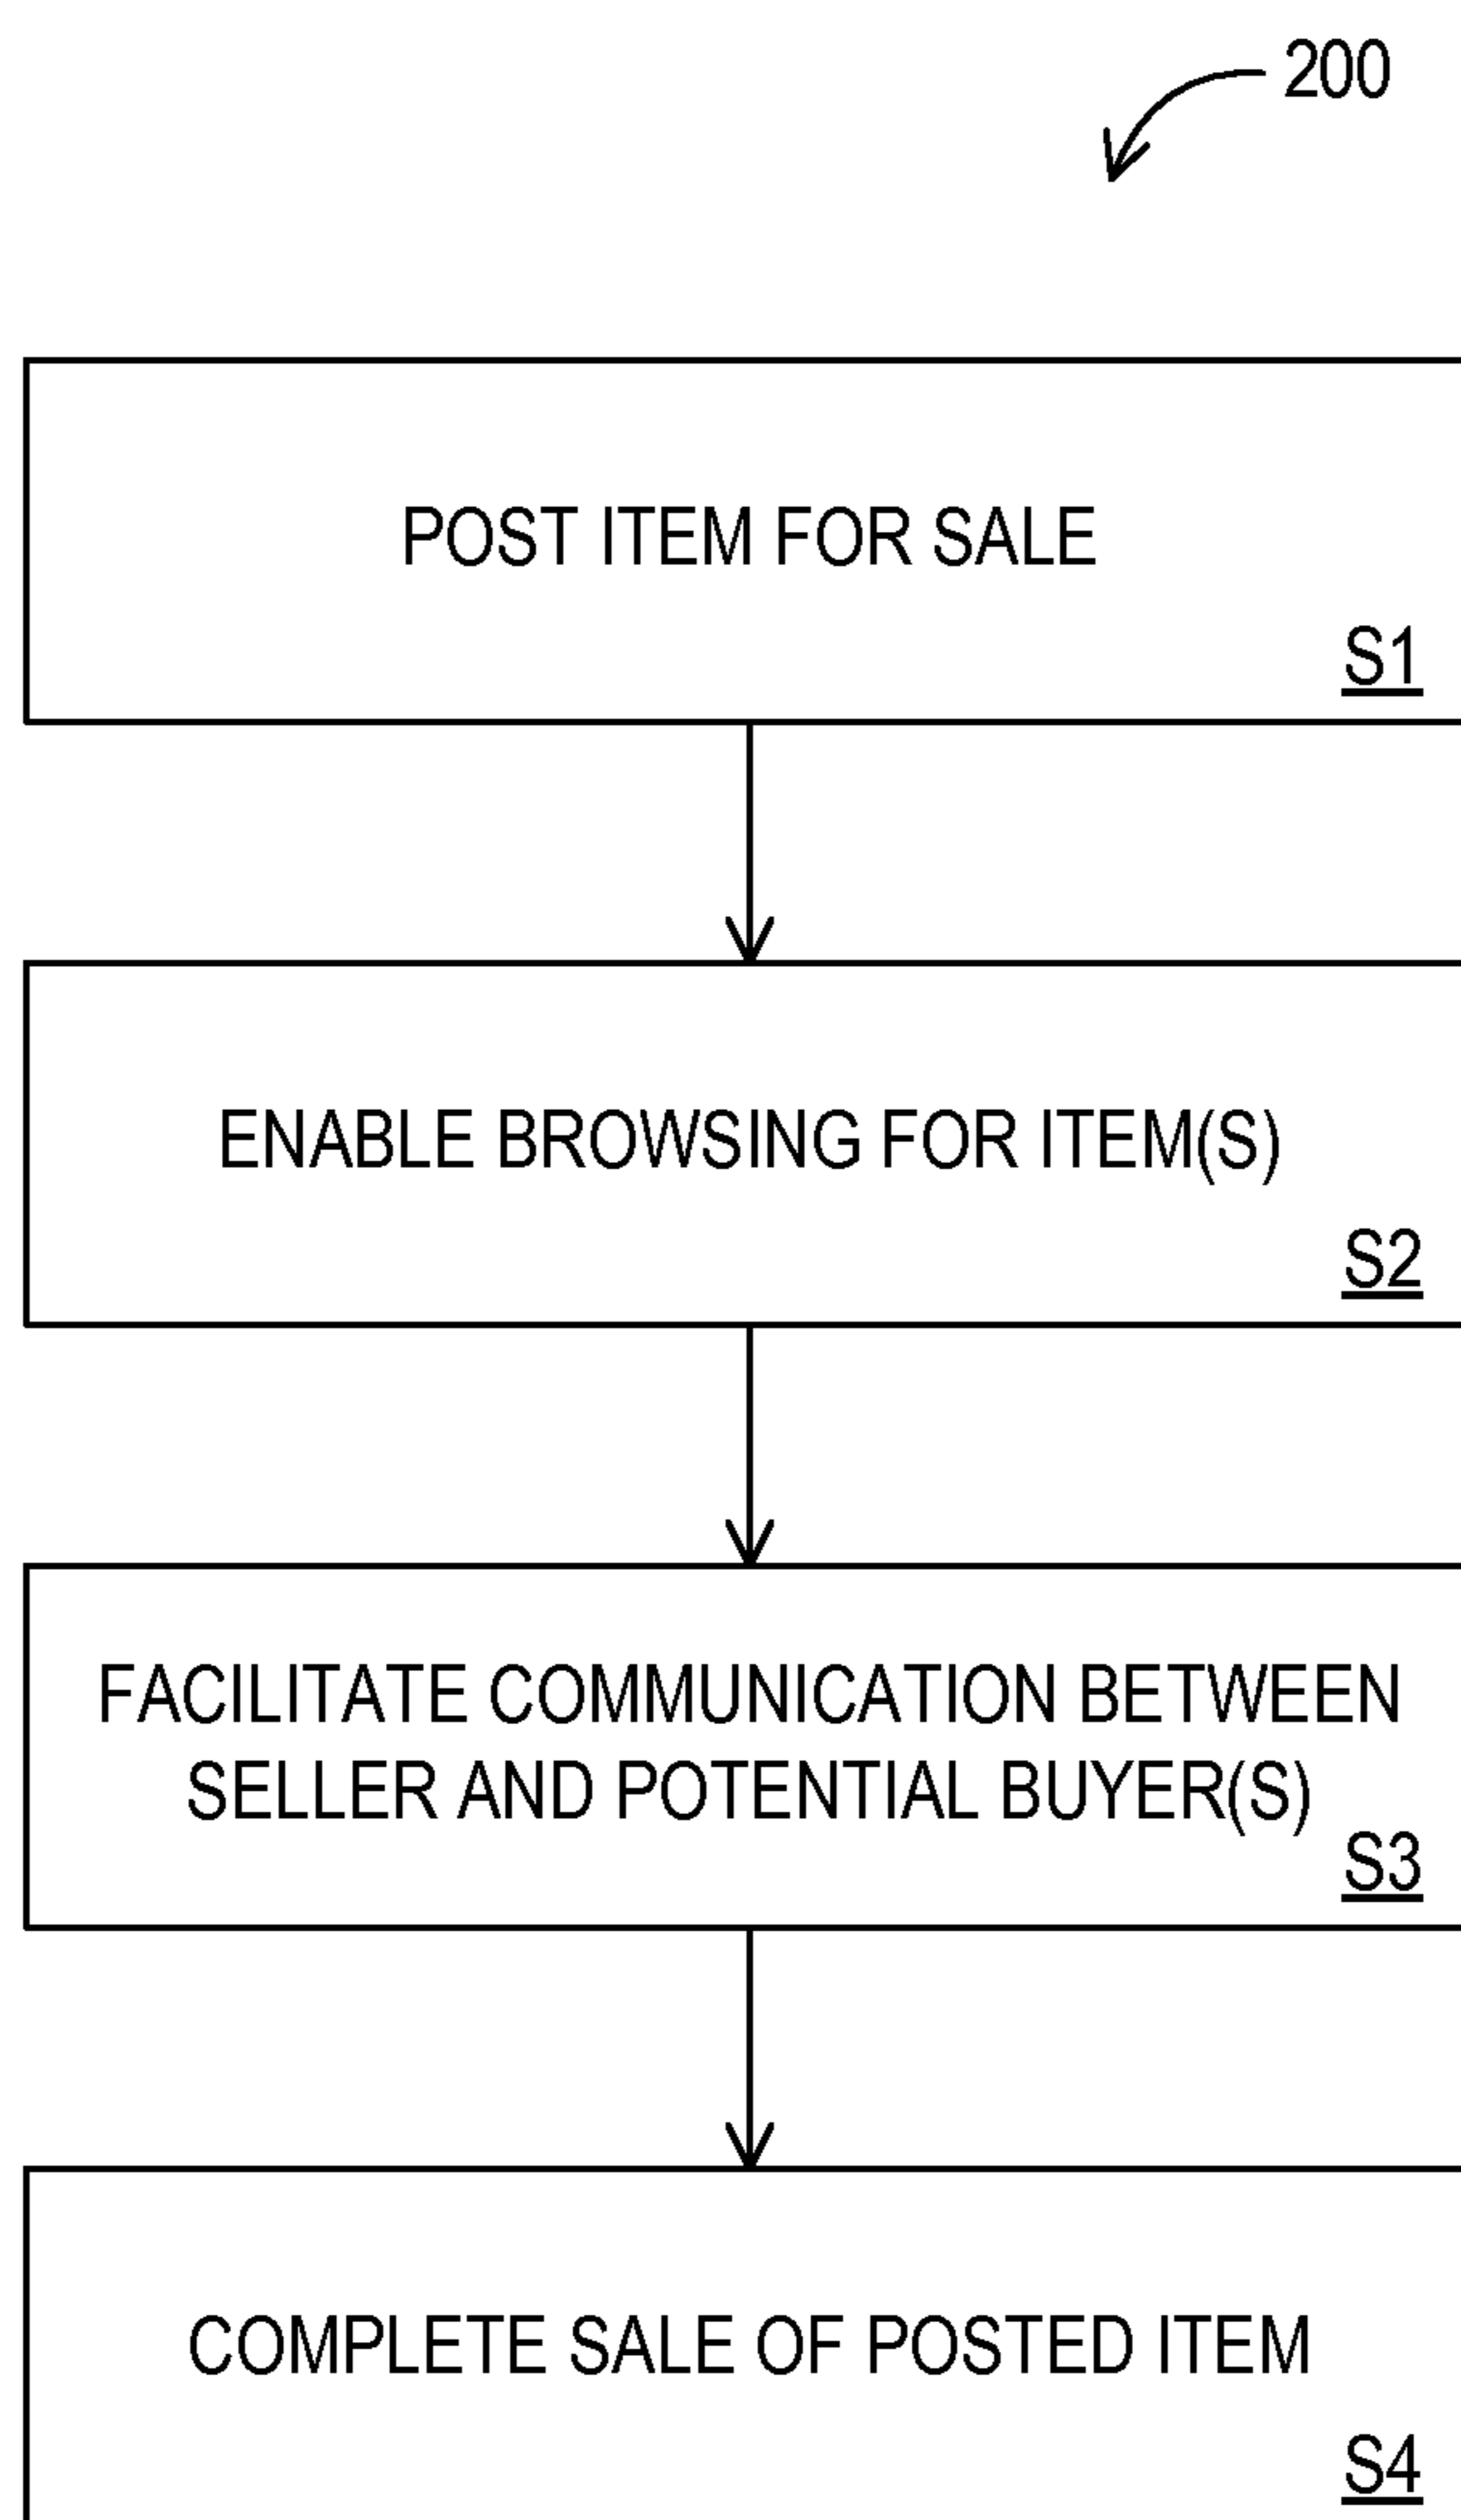 200
POST ITEM FOR SALE
S1
ENABLE BROWSING FOR ITEM(S)
S2
FACILITATE COMMUNICATION BETWEEN
SELLER AND POTENTIAL BUYER(S)
S3
COMPLETE SALE OF POSTED ITEM
S4